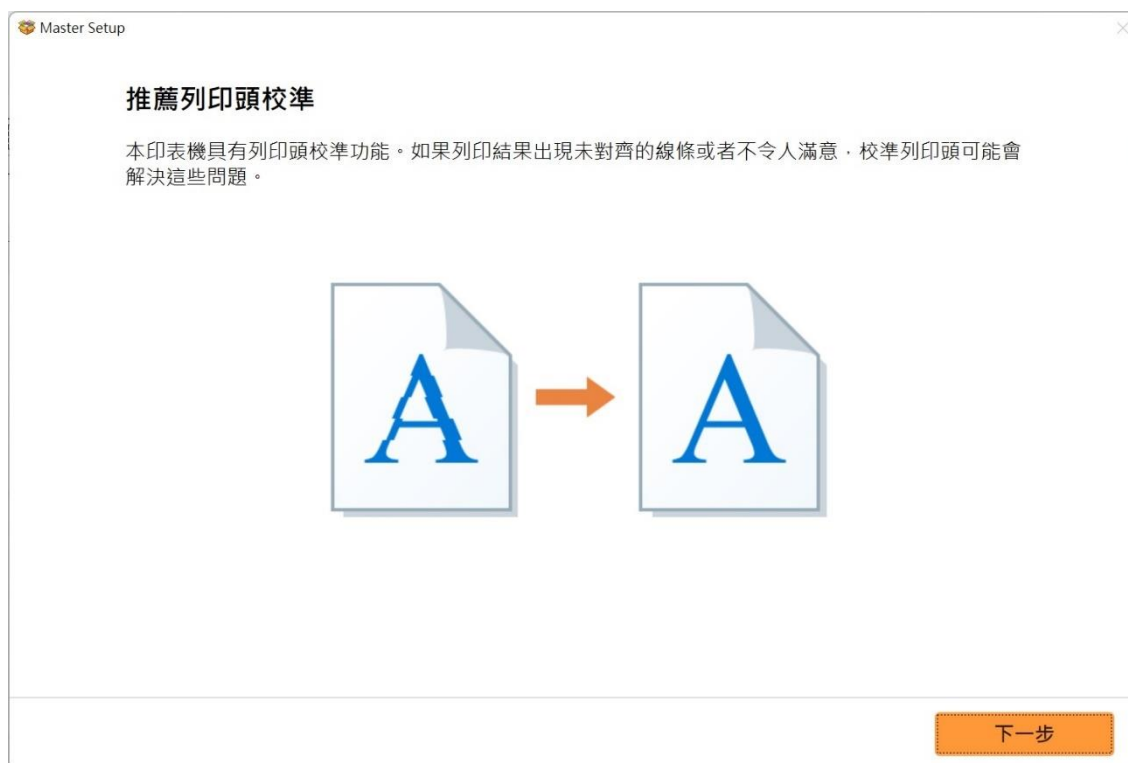 Master Setup
推薦列印頭校準
本印表機具有列印頭校準功能。如果列印結果出現未對齊的線條或者不令人滿意，校準列印頭可能會
解決這些問題。
A A
下一步